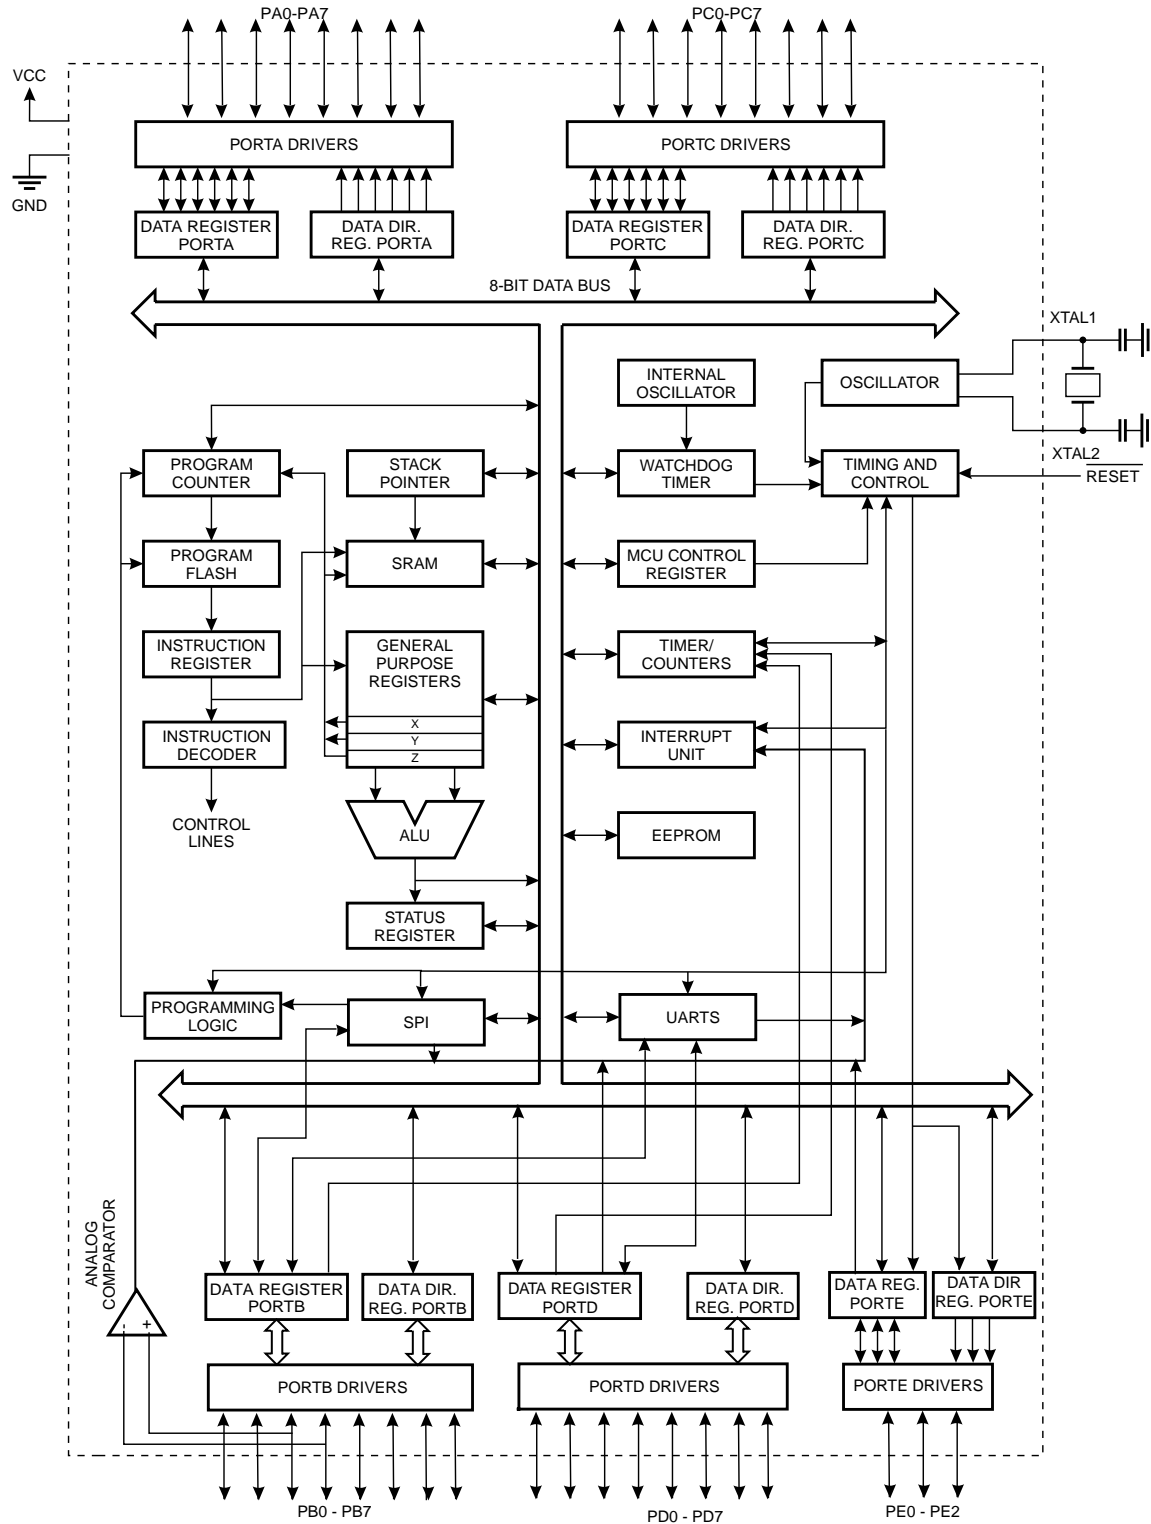 PA0-PA7
PC0-PC7
VCC
GND
PORTA DRIVERS
PORTC DRIVERS
DATA REGISTER
PORTA
DATA DIR.
REG. PORTA
DATA REGISTER
PORTC
DATA DIR.
REG. PORTC
8-BIT DATA BUS
XTAL1
INTERNAL
OSCILLATOR
OSCILLATOR
XTAL2
RESET
PROGRAM
COUNTER
STACK
POINTER
WATCHDOG
TIMER
TIMING AND
CONTROL
PROGRAM
FLASH
SRAM
MCU CONTROL
REGISTER
INSTRUCTION
REGISTER
GENERAL
PURPOSE
REGISTERS
X
Y
Z
TIMER/
COUNTERS
INSTRUCTION
DECODER
INTERRUPT
UNIT
CONTROL
LINES
ALU
EEPROM
STATUS
REGISTER
PROGRAMMING
LOGIC
SPI
UARTS
ANALOG
COMPARATOR
- +
DATA REGISTER
PORTB
DATA DIR.
REG. PORTB
DATA REGISTER
PORTD
DATA DIR.
REG. PORTD
DATA REG.
PORTE
DATA DIR
REG. PORTE
PORTB DRIVERS
PORTD DRIVERS
PORTE DRIVERS
PB0 - PB7
PD0 - PD7
PE0 - PE2